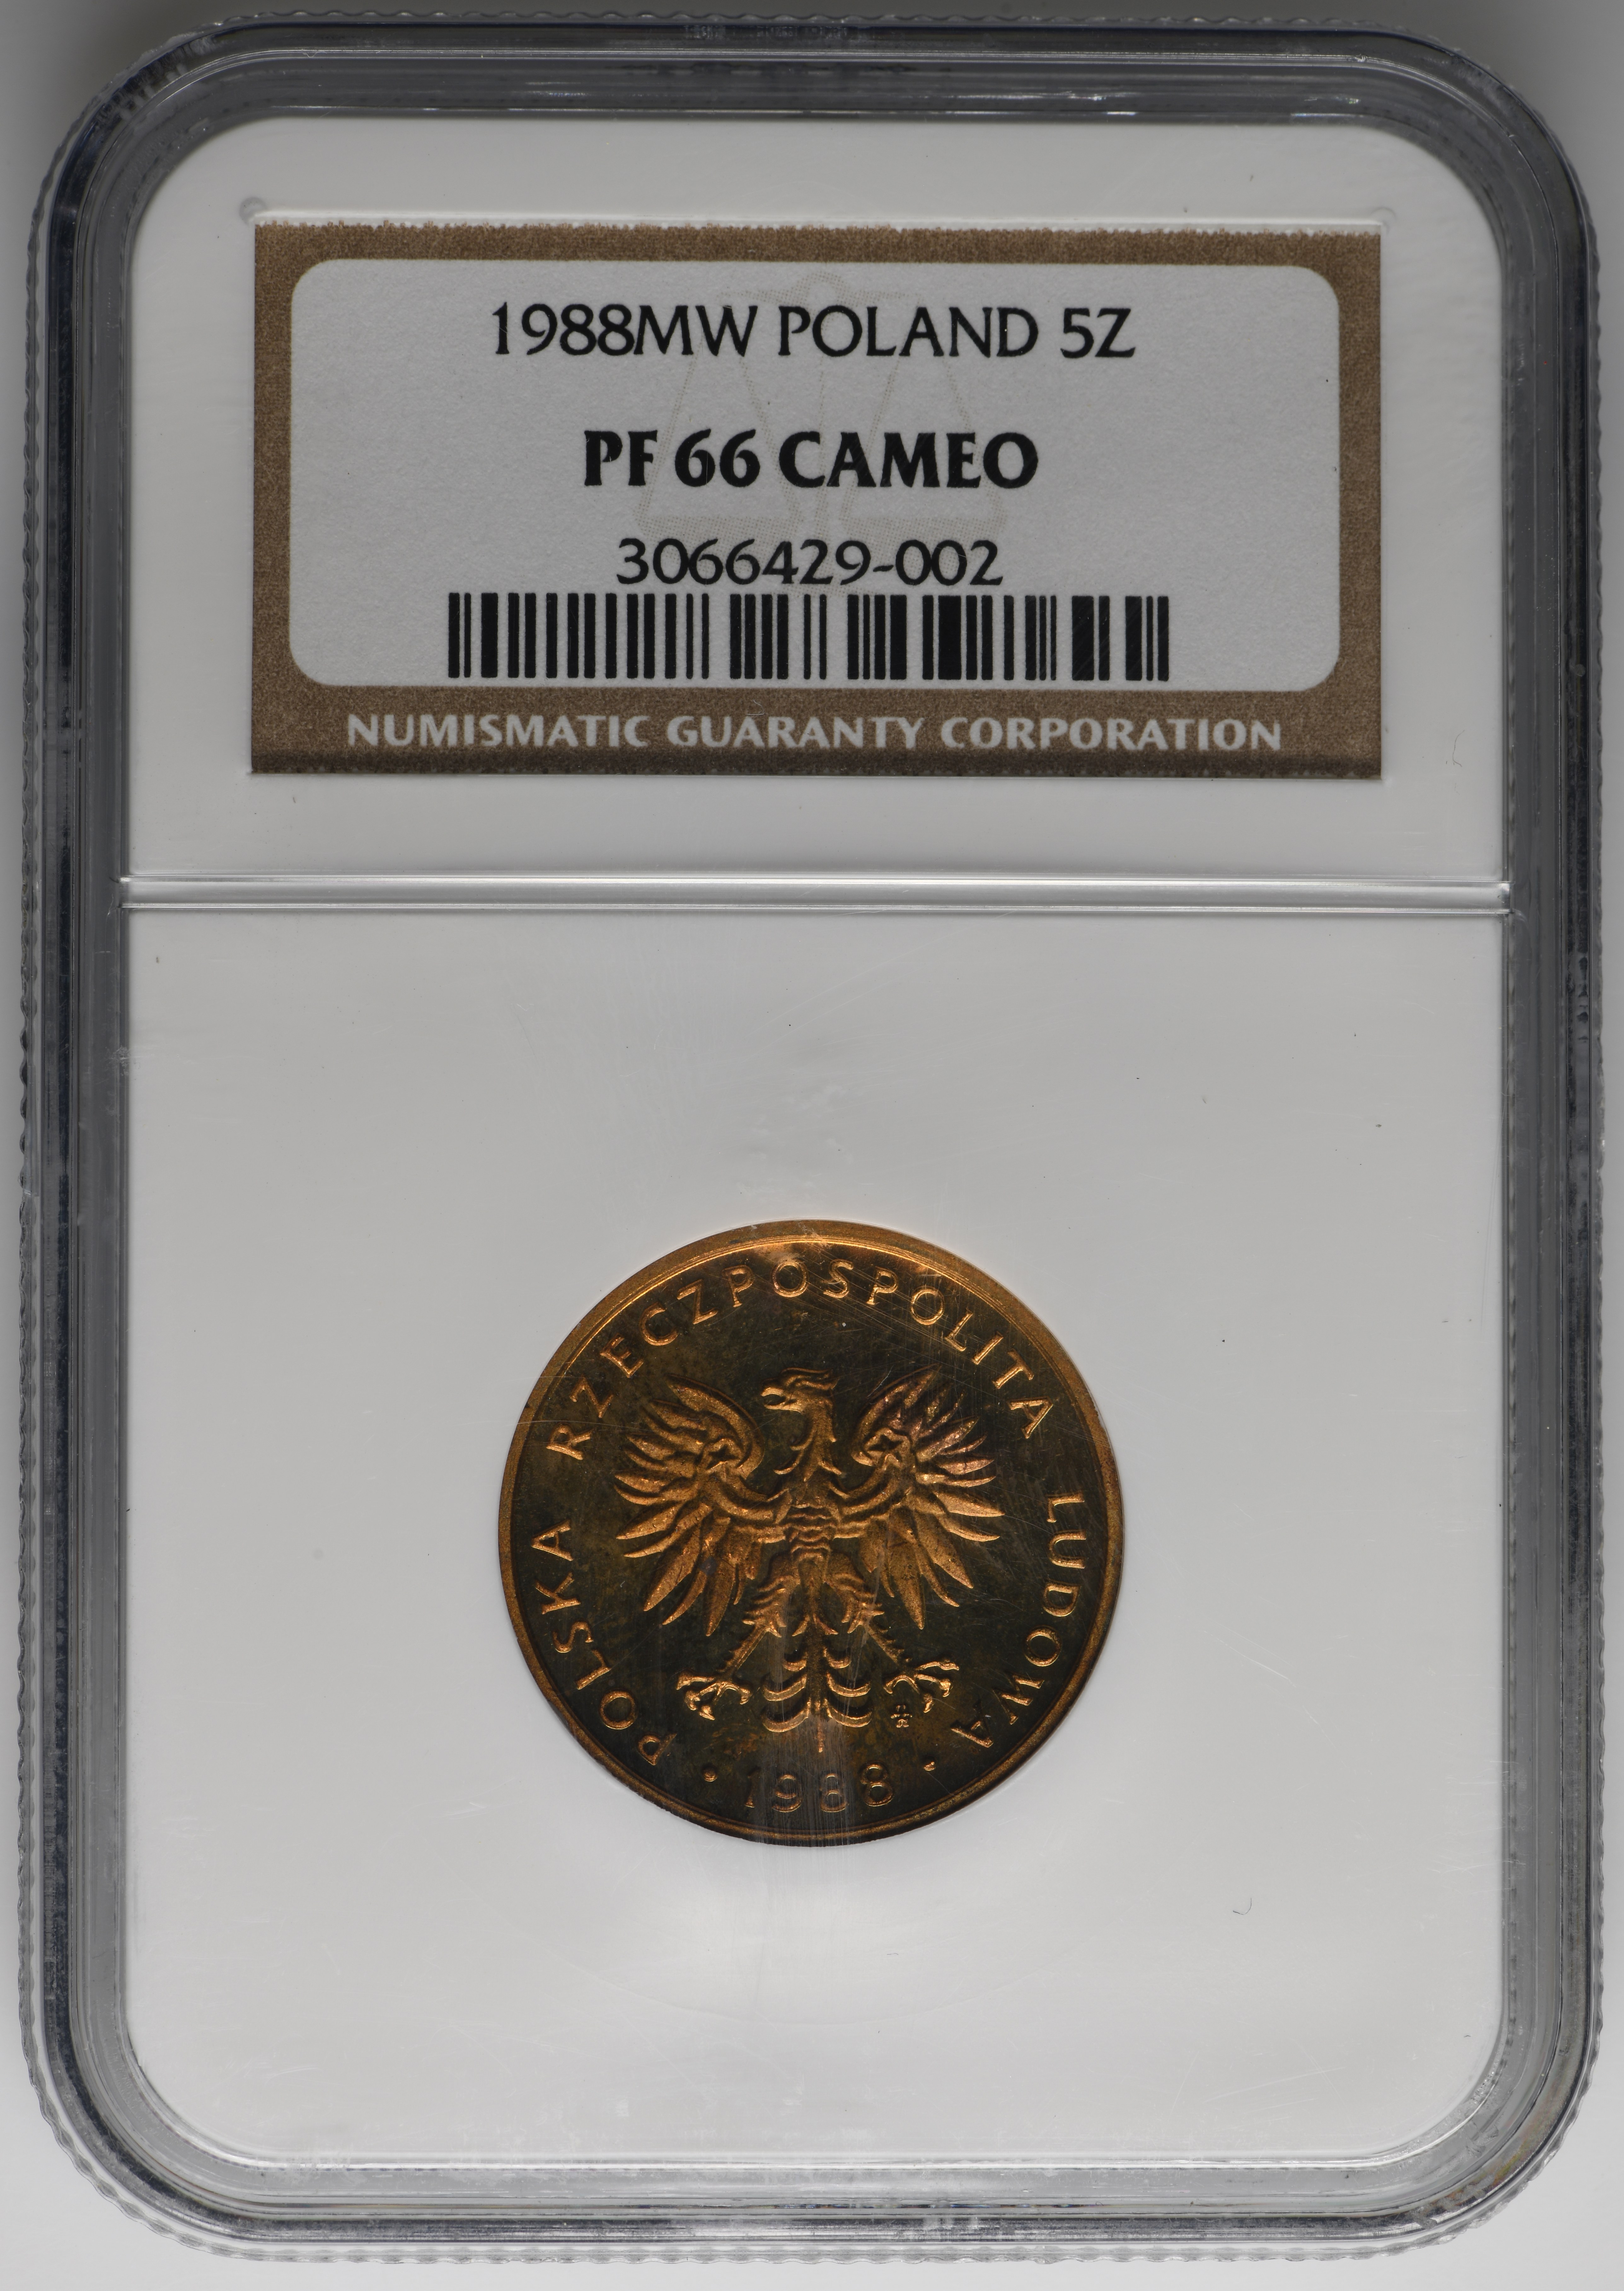 1988MW POLAND 5Z
PF 66 CAMEO
3066429-002
NUMISMATIC GUARANTY CORPORATION
POLSKA RZECZPOSPOLITA LUDOWA
• 1988 •